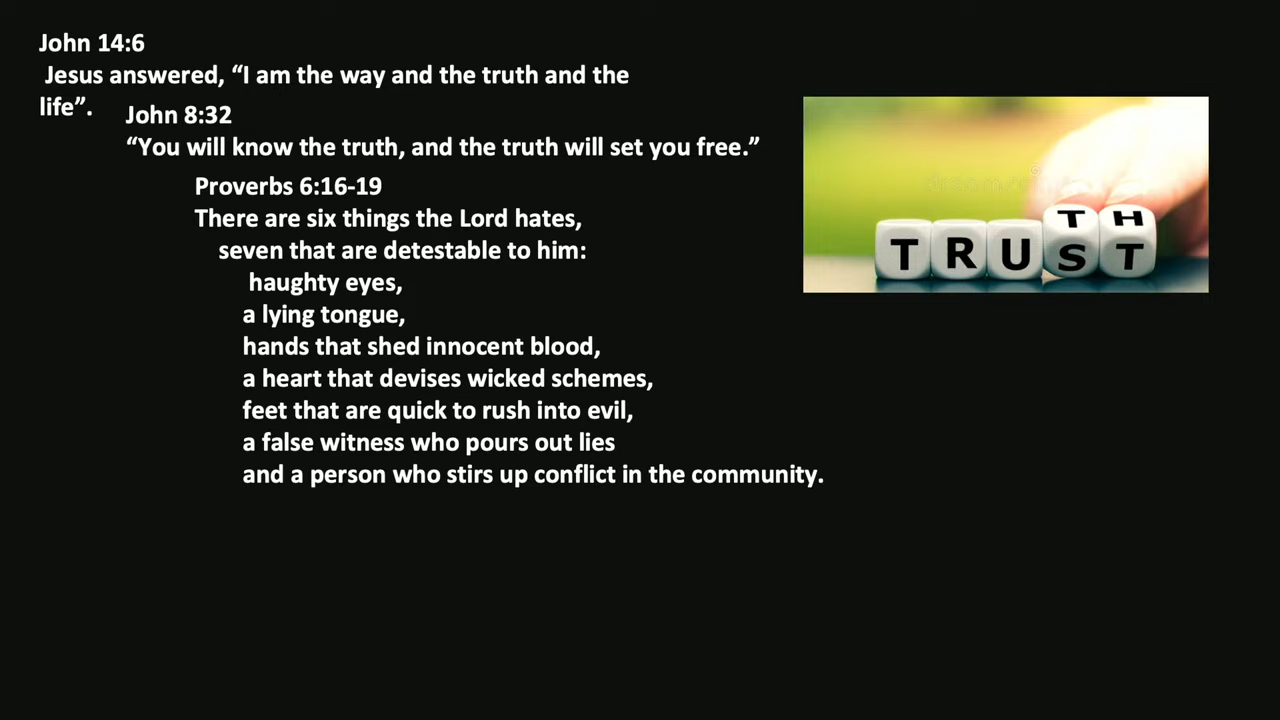 John 14:6
Jesus answered, “I am the way and the truth and the
life”.
John 8:32
“You will know the truth, and the truth will set you free.”
Proverbs 6:16-19
There are six things the Lord hates,
seven that are detestable to him:
haughty eyes,
a lying tongue,
hands that shed innocent blood,
a heart that devises wicked schemes,
feet that are quick to rush into evil,
a false witness who pours out lies
and a person who stirs up conflict in the community.
T H
T R U S T